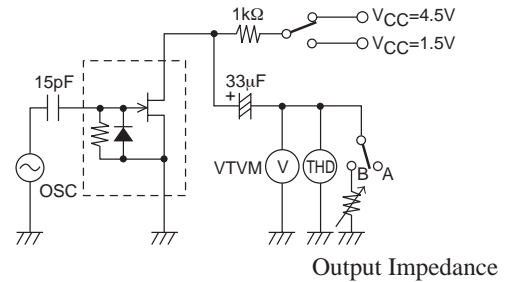 1kΩ
VCC=4.5V
VCC=1.5V
15pF
33μF
+
VTVM
V
THD
B
A
OSC
Output Impedance